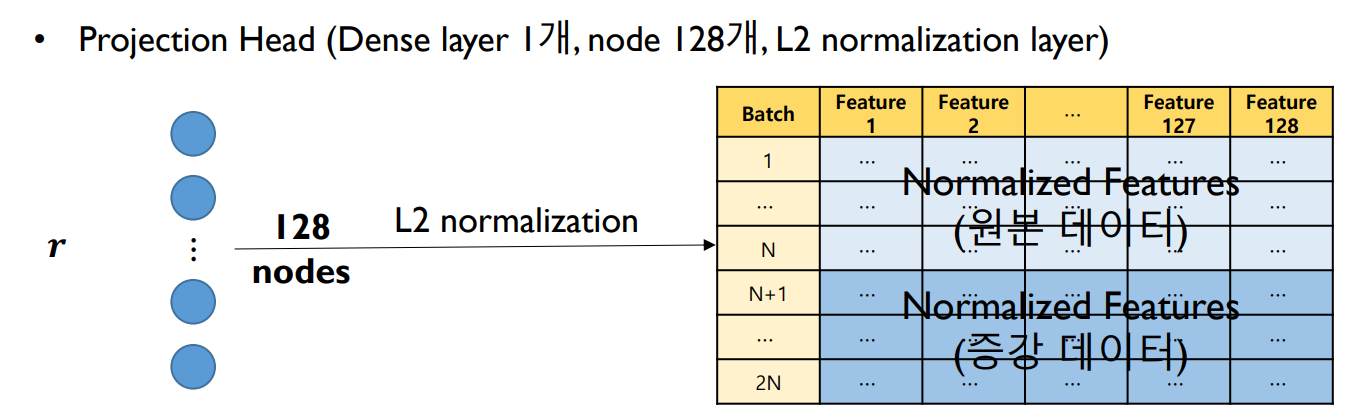 • Projection Head (Dense layer 1개, node 128개, L2 normalization layer)
r
⋮
128
nodes
L2 normalization
Batch Feature 1 Feature 2 ... Feature 127 Feature 128
1 ... ... ... ... ...
... ... ... ... ... ...
N ... ... ... ... ...
N+1 ... ... ... ... ...
... ... ... ... ... ...
2N ... ... ... ... ...
Normalized Features
(원본 데이터)
Normalized Features
(증강 데이터)